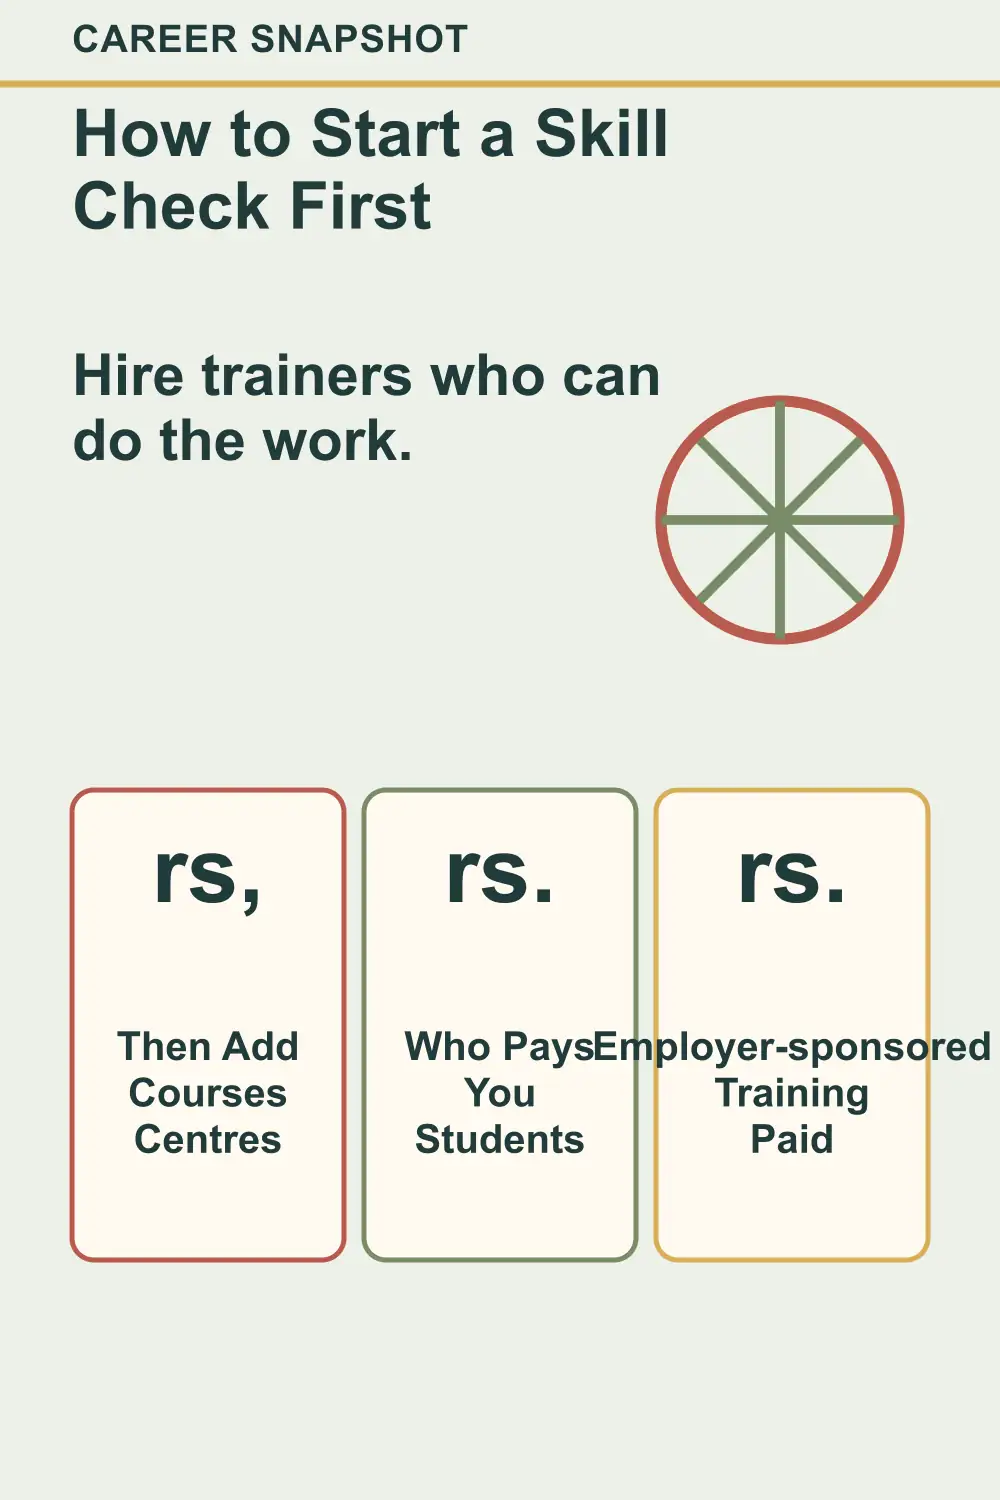 CAREER SNAPSHOT
How to Start a Skill
Check First
Hire trainers who can
do the work.
rs,
Then Add
Courses
Centres
rs.
Who Pays
You
Students
rs.
Employer-sponsored
Training
Paid